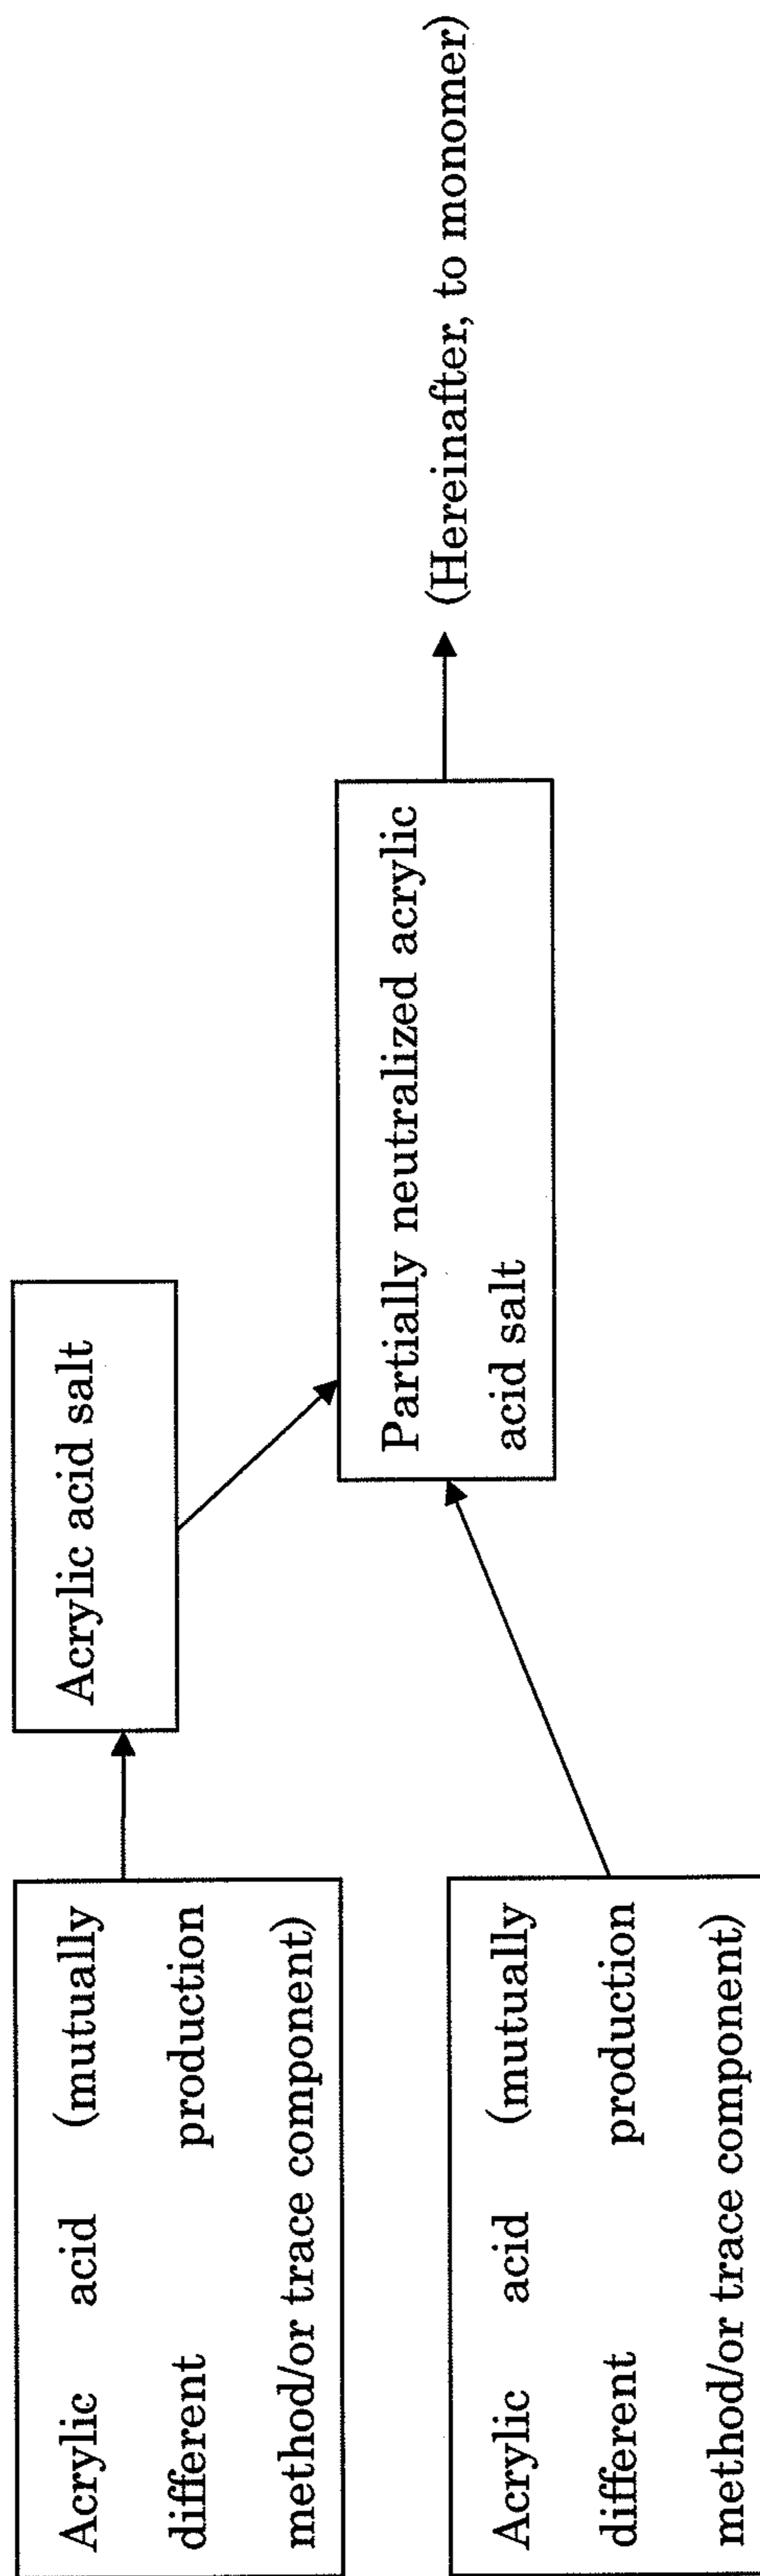 Acrylic acid (mutually
different production
method/or trace component)
Acrylic acid salt
Acrylic acid (mutually
different production
method/or trace component)
Partially neutralized acrylic
acid salt
(Hereinafter, to monomer)